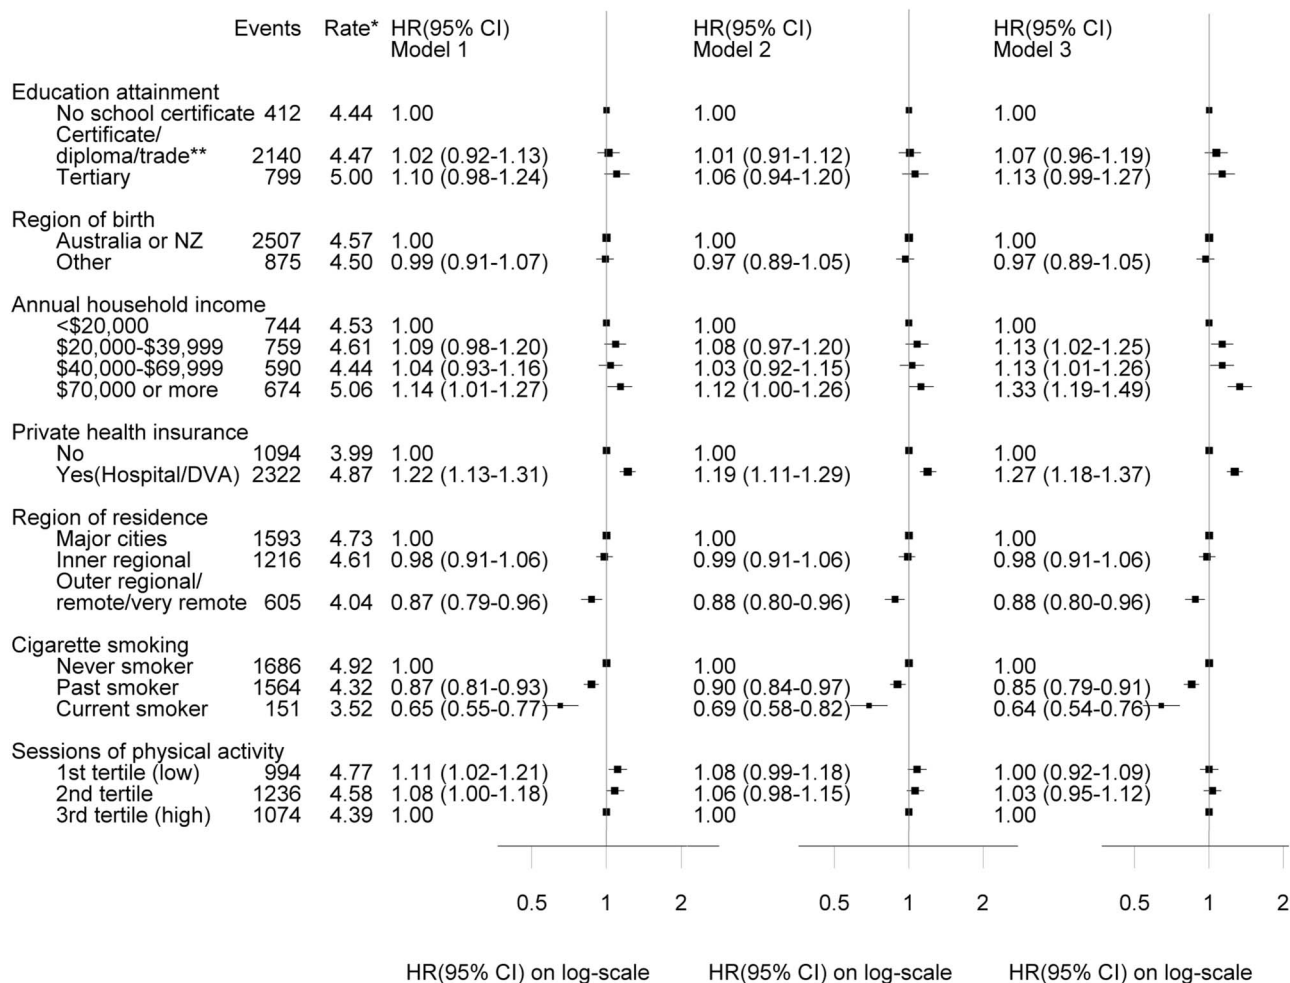 Events Rate* HR(95% CI) HR(95% CI) HR(95% CI)
Model 1 Model 2 Model 3
Education attainment
No school certificate 412 4.44 1.00 1.00 1.00
Certificate/
diploma/trade** 2140 4.47 1.02 (0.92-1.13) 1.01 (0.91-1.12) 1.07 (0.96-1.19)
Tertiary 799 5.00 1.10 (0.98-1.24) 1.06 (0.94-1.20) 1.13 (0.99-1.27)
Region of birth
Australia or NZ 2507 4.57 1.00 1.00 1.00
Other 875 4.50 0.99 (0.91-1.07) 0.97 (0.89-1.05) 0.97 (0.89-1.05)
Annual household income
<$20,000 744 4.53 1.00 1.00 1.00
$20,000-$39,999 759 4.61 1.09 (0.98-1.20) 1.08 (0.97-1.20) 1.13 (1.02-1.25)
$40,000-$69,999 590 4.44 1.04 (0.93-1.16) 1.03 (0.92-1.15) 1.13 (1.01-1.26)
$70,000 or more 674 5.06 1.14 (1.01-1.27) 1.12 (1.00-1.26) 1.33 (1.19-1.49)
Private health insurance
No 1094 3.99 1.00 1.00 1.00
Yes(Hospital/DVA) 2322 4.87 1.22 (1.13-1.31) 1.19 (1.11-1.29) 1.27 (1.18-1.37)
Region of residence
Major cities 1593 4.73 1.00 1.00 1.00
Inner regional 1216 4.61 0.98 (0.91-1.06) 0.99 (0.91-1.06) 0.98 (0.91-1.06)
Outer regional/
remote/very remote 605 4.04 0.87 (0.79-0.96) 0.88 (0.80-0.96) 0.88 (0.80-0.96)
Cigarette smoking
Never smoker 1686 4.92 1.00 1.00 1.00
Past smoker 1564 4.32 0.87 (0.81-0.93) 0.90 (0.84-0.97) 0.85 (0.79-0.91)
Current smoker 151 3.52 0.65 (0.55-0.77) 0.69 (0.58-0.82) 0.64 (0.54-0.76)
Sessions of physical activity
1st tertile (low) 994 4.77 1.11 (1.02-1.21) 1.08 (0.99-1.18) 1.00 (0.92-1.09)
2nd tertile 1236 4.58 1.08 (1.00-1.18) 1.06 (0.98-1.15) 1.03 (0.95-1.12)
3rd tertile (high) 1074 4.39 1.00 1.00 1.00
0.5 1 2 0.5 1 2 0.5 1 2
HR(95% CI) on log-scale HR(95% CI) on log-scale HR(95% CI) on log-scale